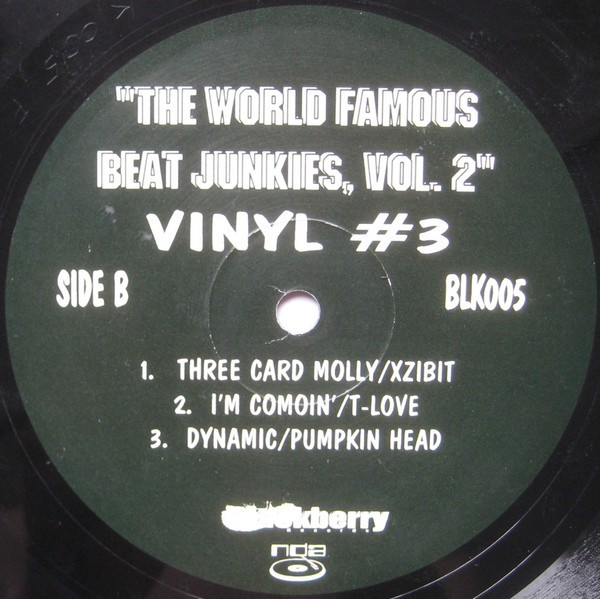 "THE WORLD FAMOUS
BEAT JUNKIES, VOL. 2"
VINYL #3
SIDE B
BLK005
1. THREE CARD MOLLY/XZIBIT
2. I'M COMOIN'/T-LOVE
3. DYNAMIC/PUMPKIN HEAD
nda